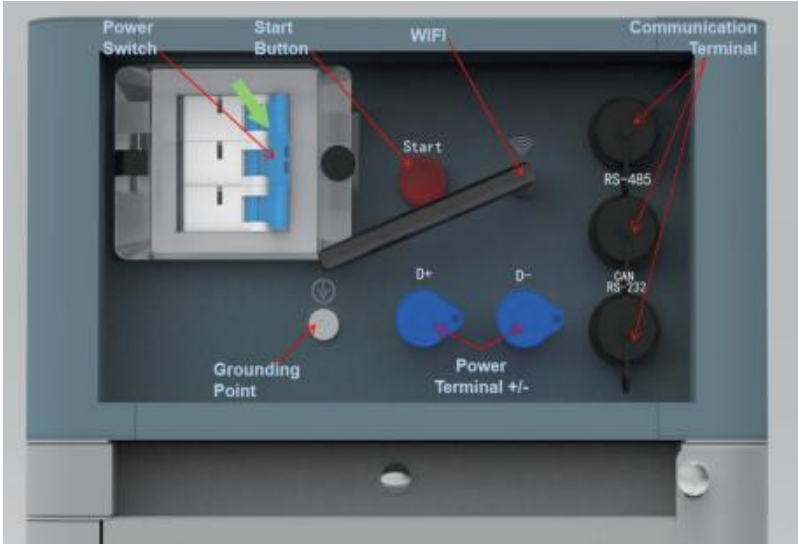 Power
Switch
Start
Button
WIFI
Communication
Terminal
Start
RS-485
D+
D-
CAN
RS-232
Grounding
Point
Power
Terminal +/-